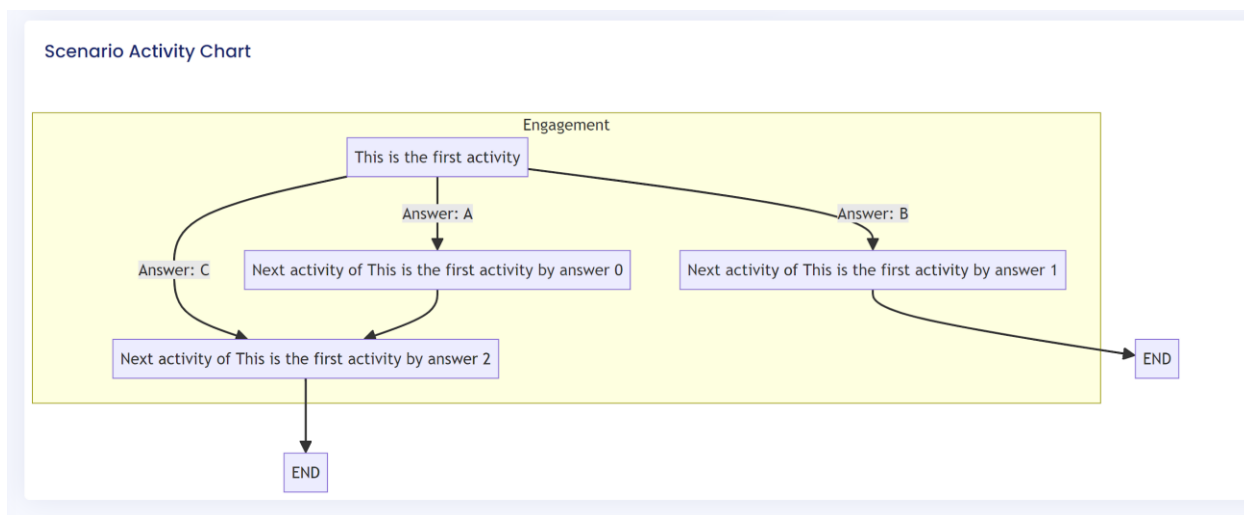 Scenario Activity Chart
Engagement
This is the first activity
Answer: A
Answer: B
Answer: C
Next activity of This is the first activity by answer 0
Next activity of This is the first activity by answer 1
Next activity of This is the first activity by answer 2
END
END